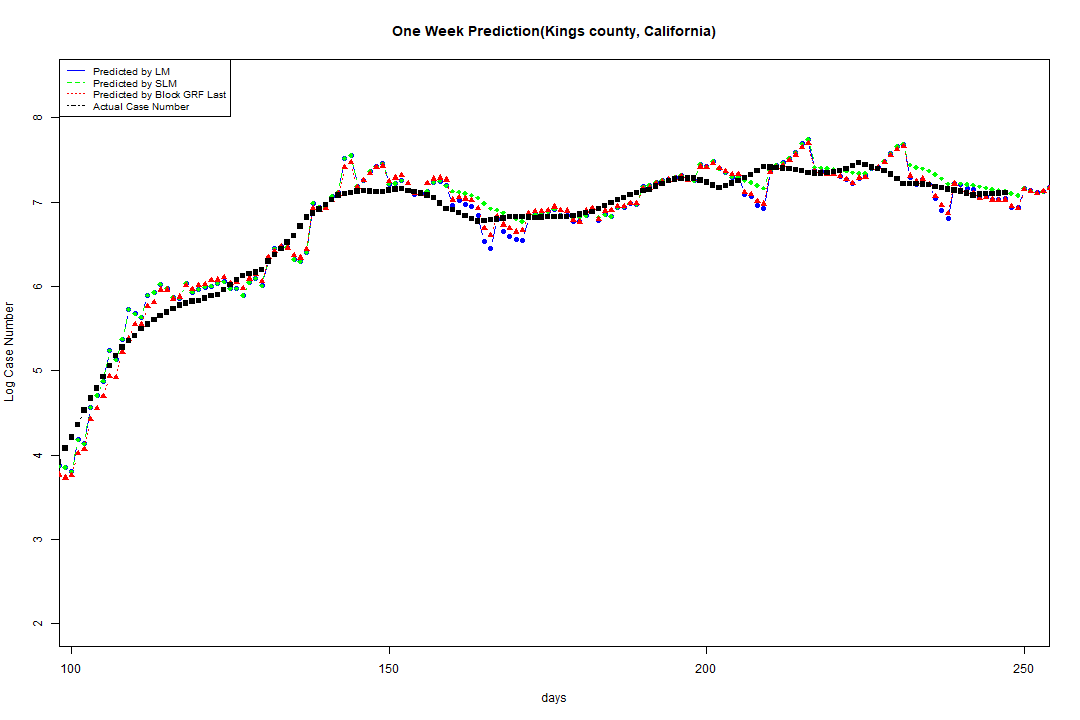 One Week Prediction(Kings county, California)
Predicted by LM
Predicted by SLM
Predicted by Block GRF Last
Actual Case Number
8
7
6
5
4
3
2
Log Case Number
100 150 200 250
days